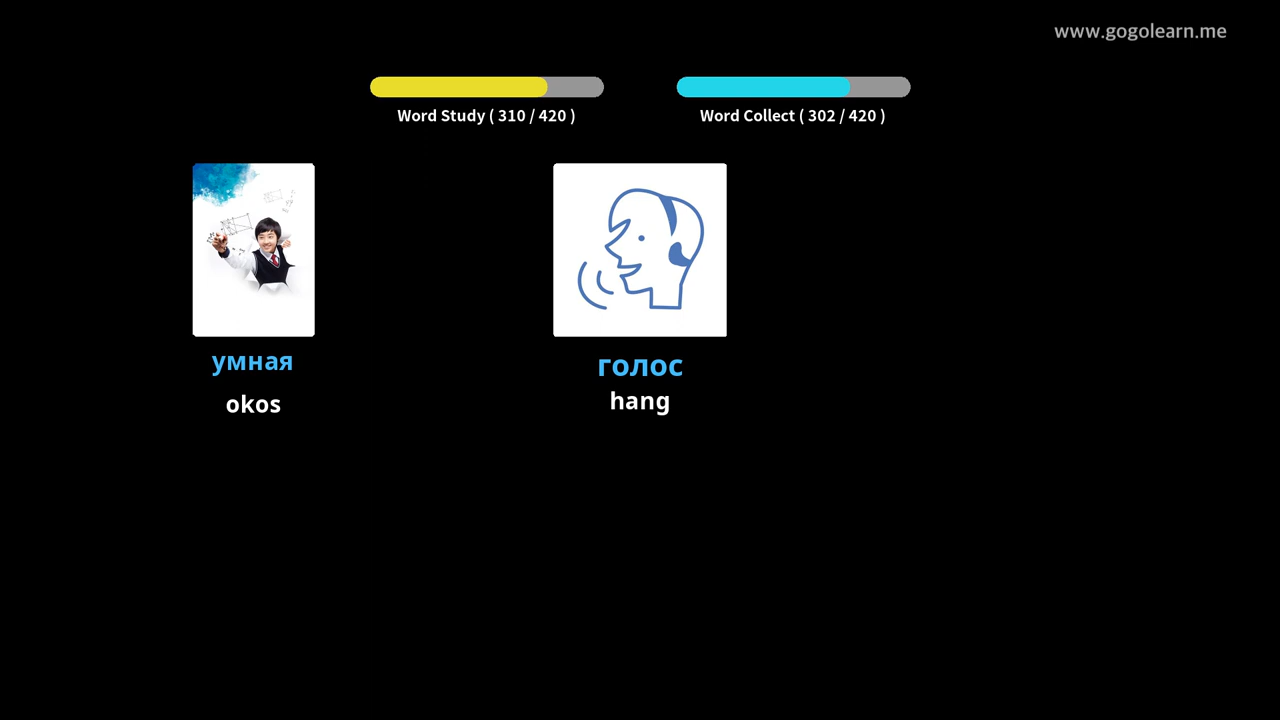 www.gogolearn.me
Word Study ( 310 / 420 )
Word Collect ( 302 / 420 )
умная
okos
голос
hang